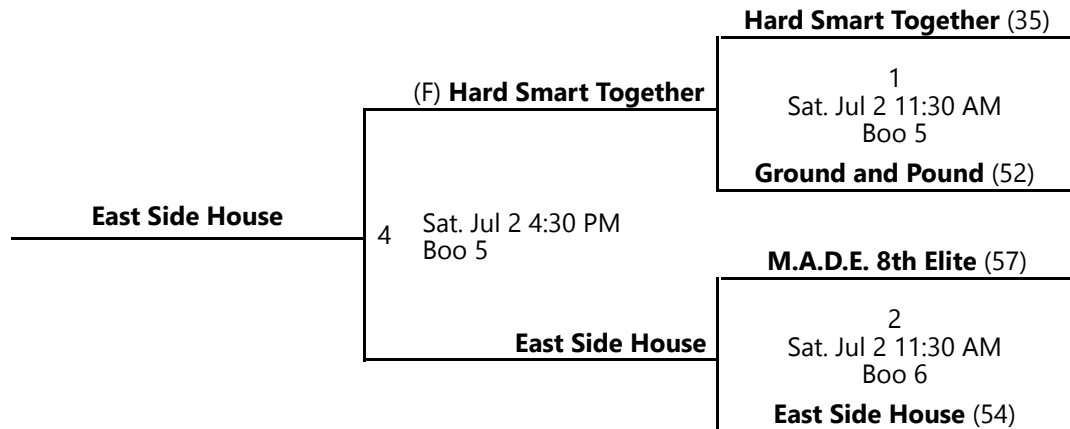 Hard Smart Together (35)
1
Sat. Jul 2 11:30 AM
Boo 5
Ground and Pound (52)
(F) Hard Smart Together
East Side House
4 Sat. Jul 2 4:30 PM
Boo 5
M.A.D.E. 8th Elite (57)
2
Sat. Jul 2 11:30 AM
Boo 6
East Side House (54)
East Side House